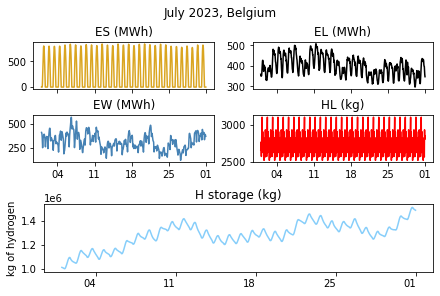 July 2023, Belgium
ES (MWh)
EL (MWh)
500
0
500
400
300
EW (MWh)
HL (kg)
500
250
3000
2500
04 11 18 25 01
04 11 18 25 01
H storage (kg)
1e6
kg of hydrogen
1.4
1.2
1.0
04 11 18 25 01